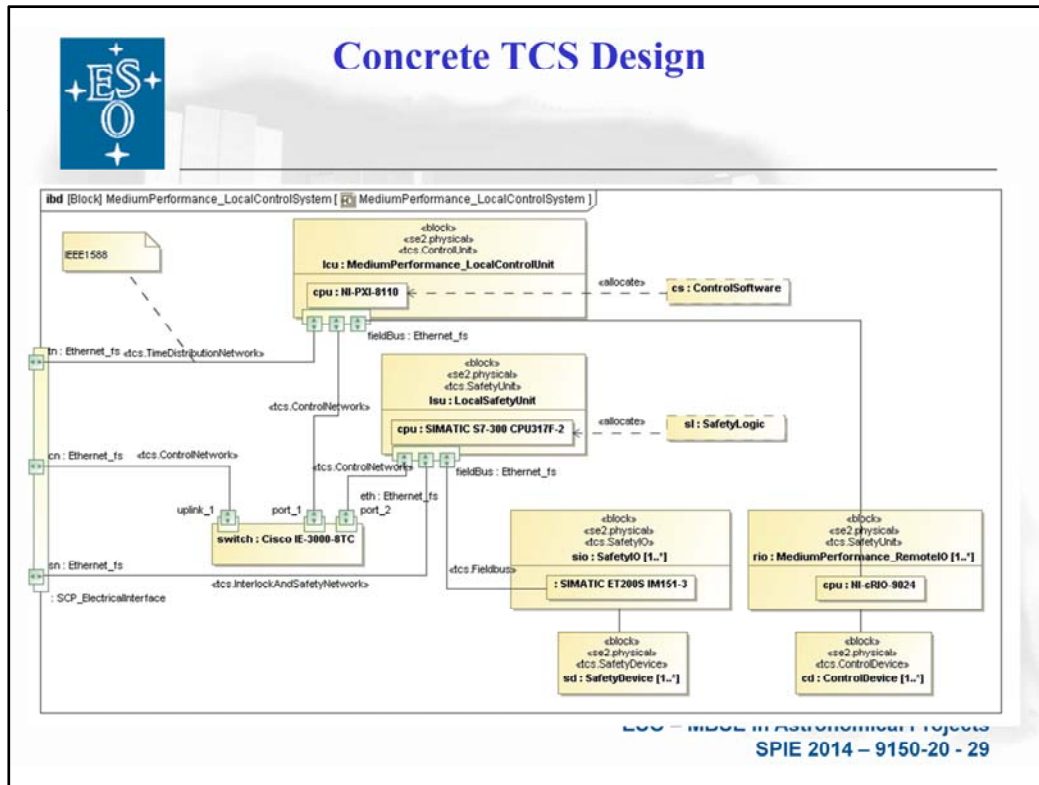 Concrete TCS Design
ES
O
ibd [Block] MediumPerformance_LocalControlSystem [ MediumPerformance_LocalControlSystem ]
IEEE1588
«block»
«se2.physical»
«tcs.ControlUnit»
lcu : MediumPerformance_LocalControlUnit
cpu : NI-PXI-8110
«allocate»
cs : ControlSoftware
fieldBus : Ethernet_fs
tn : Ethernet_fs
«tcs.TimeDistributionNetwork»
«block»
«se2.physical»
«tcs.SafetyUnit»
lsu : LocalSafetyUnit
cpu : SIMATIC S7-300 CPU317F-2
«allocate»
sl : SafetyLogic
«tcs.ControlNetwork»
cn : Ethernet_fs
«tcs.ControlNetwork»
«tcs.ControlNetwork»
fieldBus : Ethernet_fs
eth : Ethernet_fs
uplink_1
port_1
port_2
switch : Cisco IE-3000-8TC
sn : Ethernet_fs
«tcs.InterlockAndSafetyNetwork»
: SCP_ElectricalInterface
«tcs.Fieldbus»
«block»
«se2.physical»
«tcs.SafetyIO»
sio : SafetyIO [1..*]
: SIMATIC ET200S IM151-3
«block»
«se2.physical»
«tcs.SafetyUnit»
rio : MediumPerformance_RemoteIO [1..*]
cpu : NI-cRIO-9024
«block»
«se2.physical»
«tcs.SafetyDevice»
sd : SafetyDevice [1..*]
«block»
«se2.physical»
«tcs.ControlDevice»
cd : ControlDevice [1..*]
ESO – MBSE in Astronomical Projects
SPIE 2014 – 9150-20 - 29